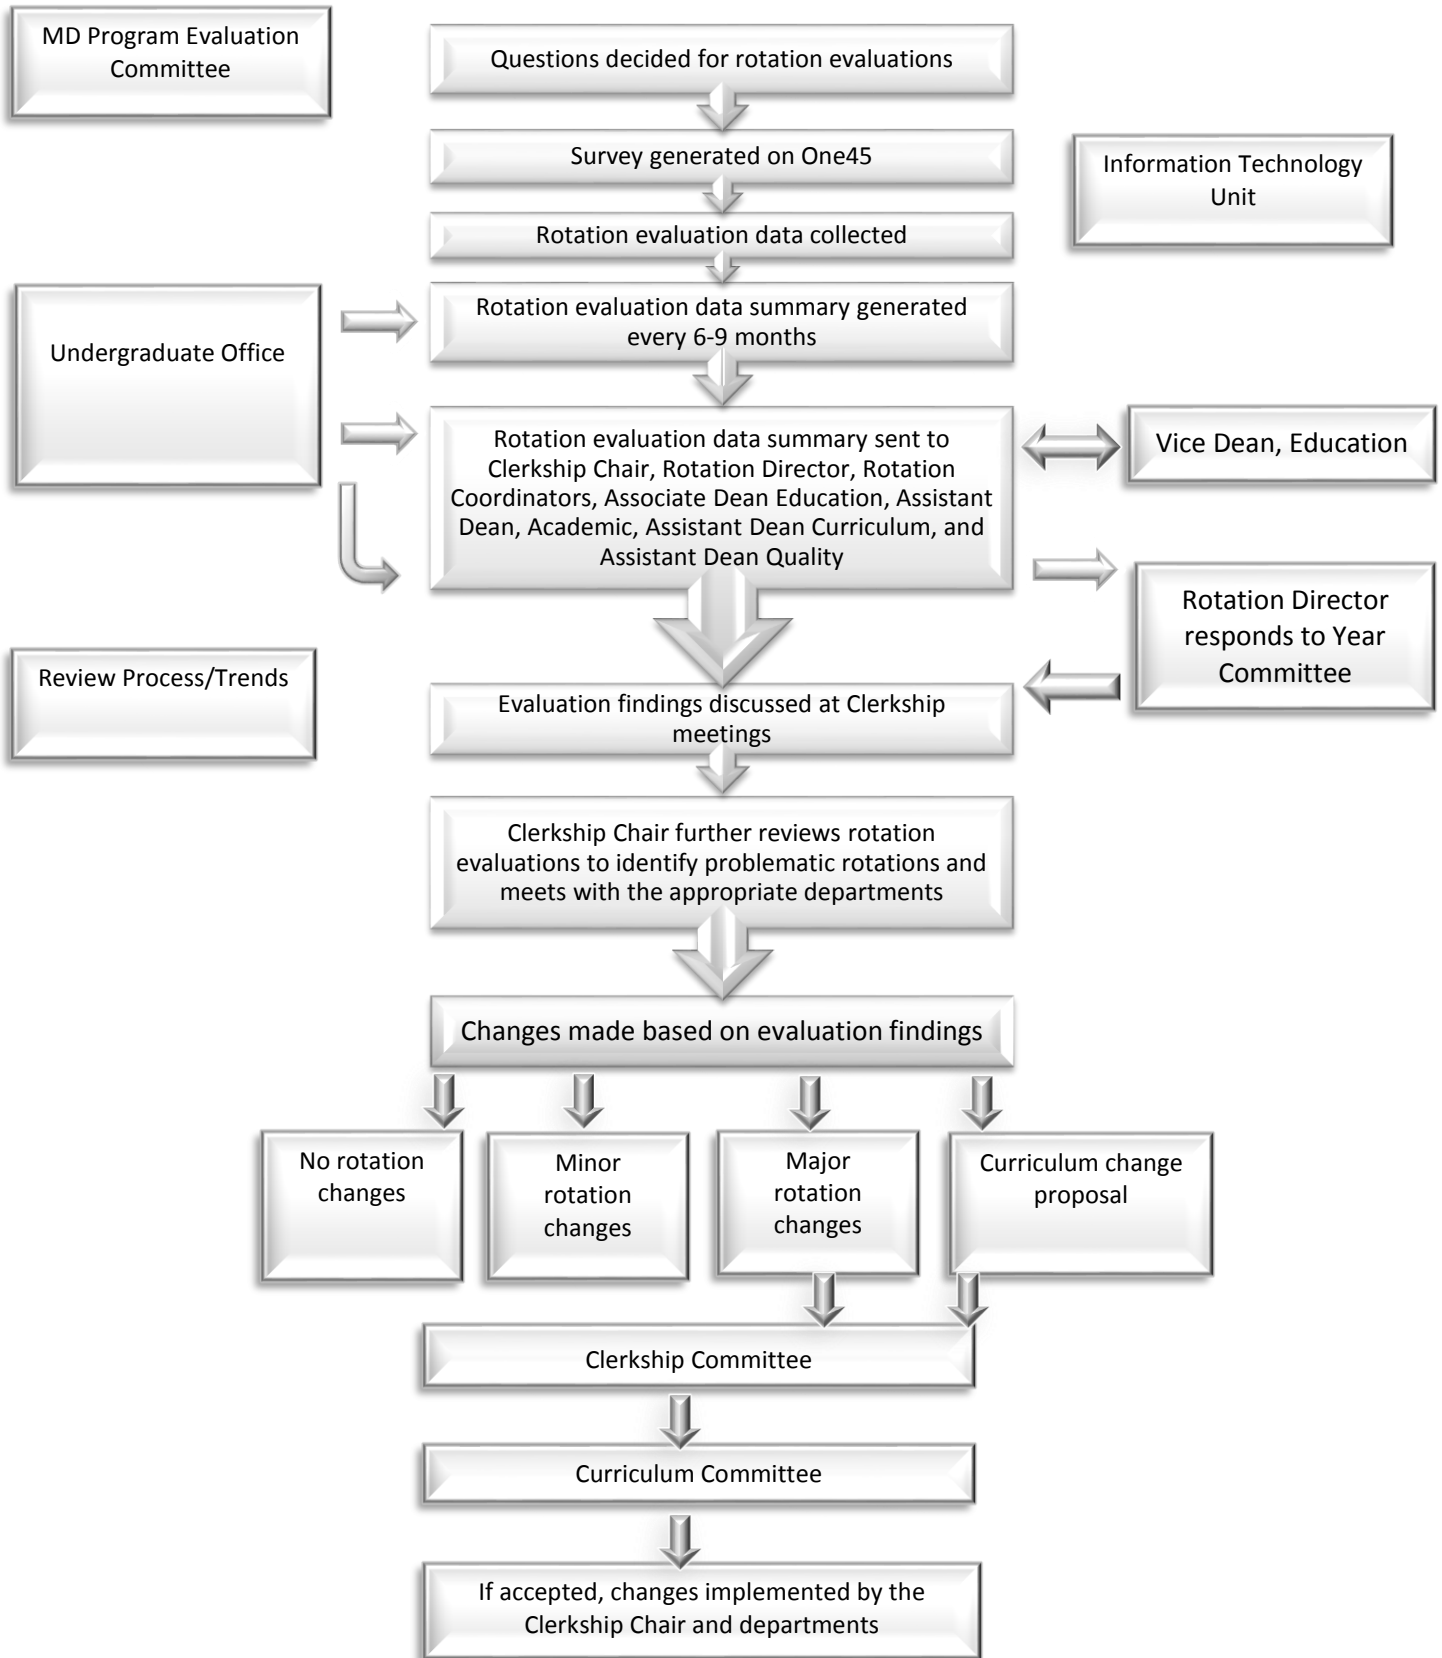 MD Program Evaluation
Committee
Questions decided for rotation evaluations
Survey generated on One45
Information Technology
Unit
Rotation evaluation data collected
Undergraduate Office
Rotation evaluation data summary generated
every 6-9 months
Rotation evaluation data summary sent to
Clerkship Chair, Rotation Director, Rotation
Coordinators, Associate Dean Education, Assistant
Dean, Academic, Assistant Dean Curriculum, and
Assistant Dean Quality
Vice Dean, Education
Rotation Director
responds to Year
Committee
Review Process/Trends
Evaluation findings discussed at Clerkship
meetings
Clerkship Chair further reviews rotation
evaluations to identify problematic rotations and
meets with the appropriate departments
Changes made based on evaluation findings
No rotation
changes
Minor
rotation
changes
Major
rotation
changes
Curriculum change
proposal
Clerkship Committee
Curriculum Committee
If accepted, changes implemented by the
Clerkship Chair and departments